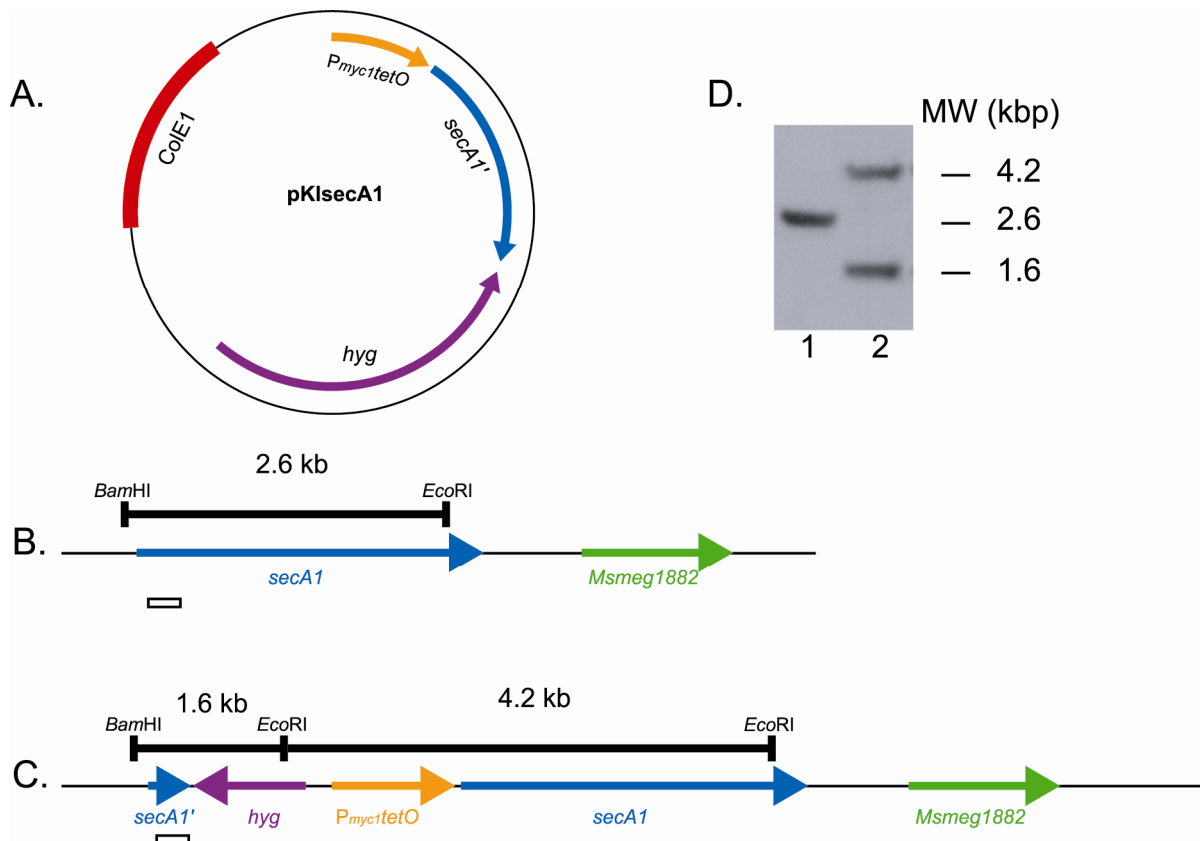 A.
ColE1
Pmyc1tetO
secA1'
pKIsecA1
hyg
D.
MW (kbp)
4.2
2.6
1.6
1 2
2.6 kb
BamHI EcoRI
B.
secA1 Msmeg1882
1.6 kb 4.2 kb
BamHI EcoRI EcoRI
C.
secA1' hyg Pmyc1tetO secA1 Msmeg1882